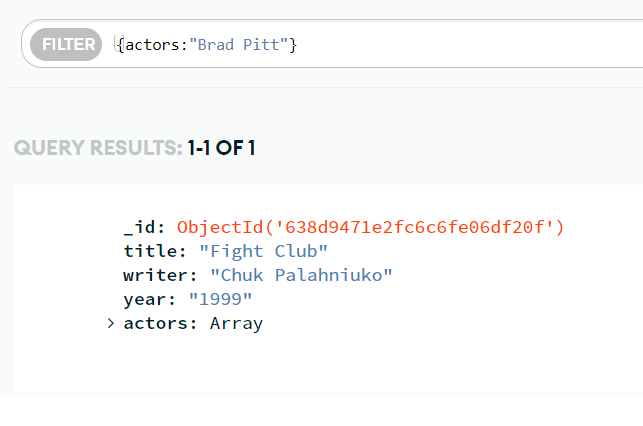 FILTER {actors:"Brad Pitt"}
QUERY RESULTS: 1-1 OF 1
_id: ObjectId('638d9471e2fc6c6fe06df20f')
title: "Fight Club"
writer: "Chuk Palahniuko"
year: "1999"
> actors: Array